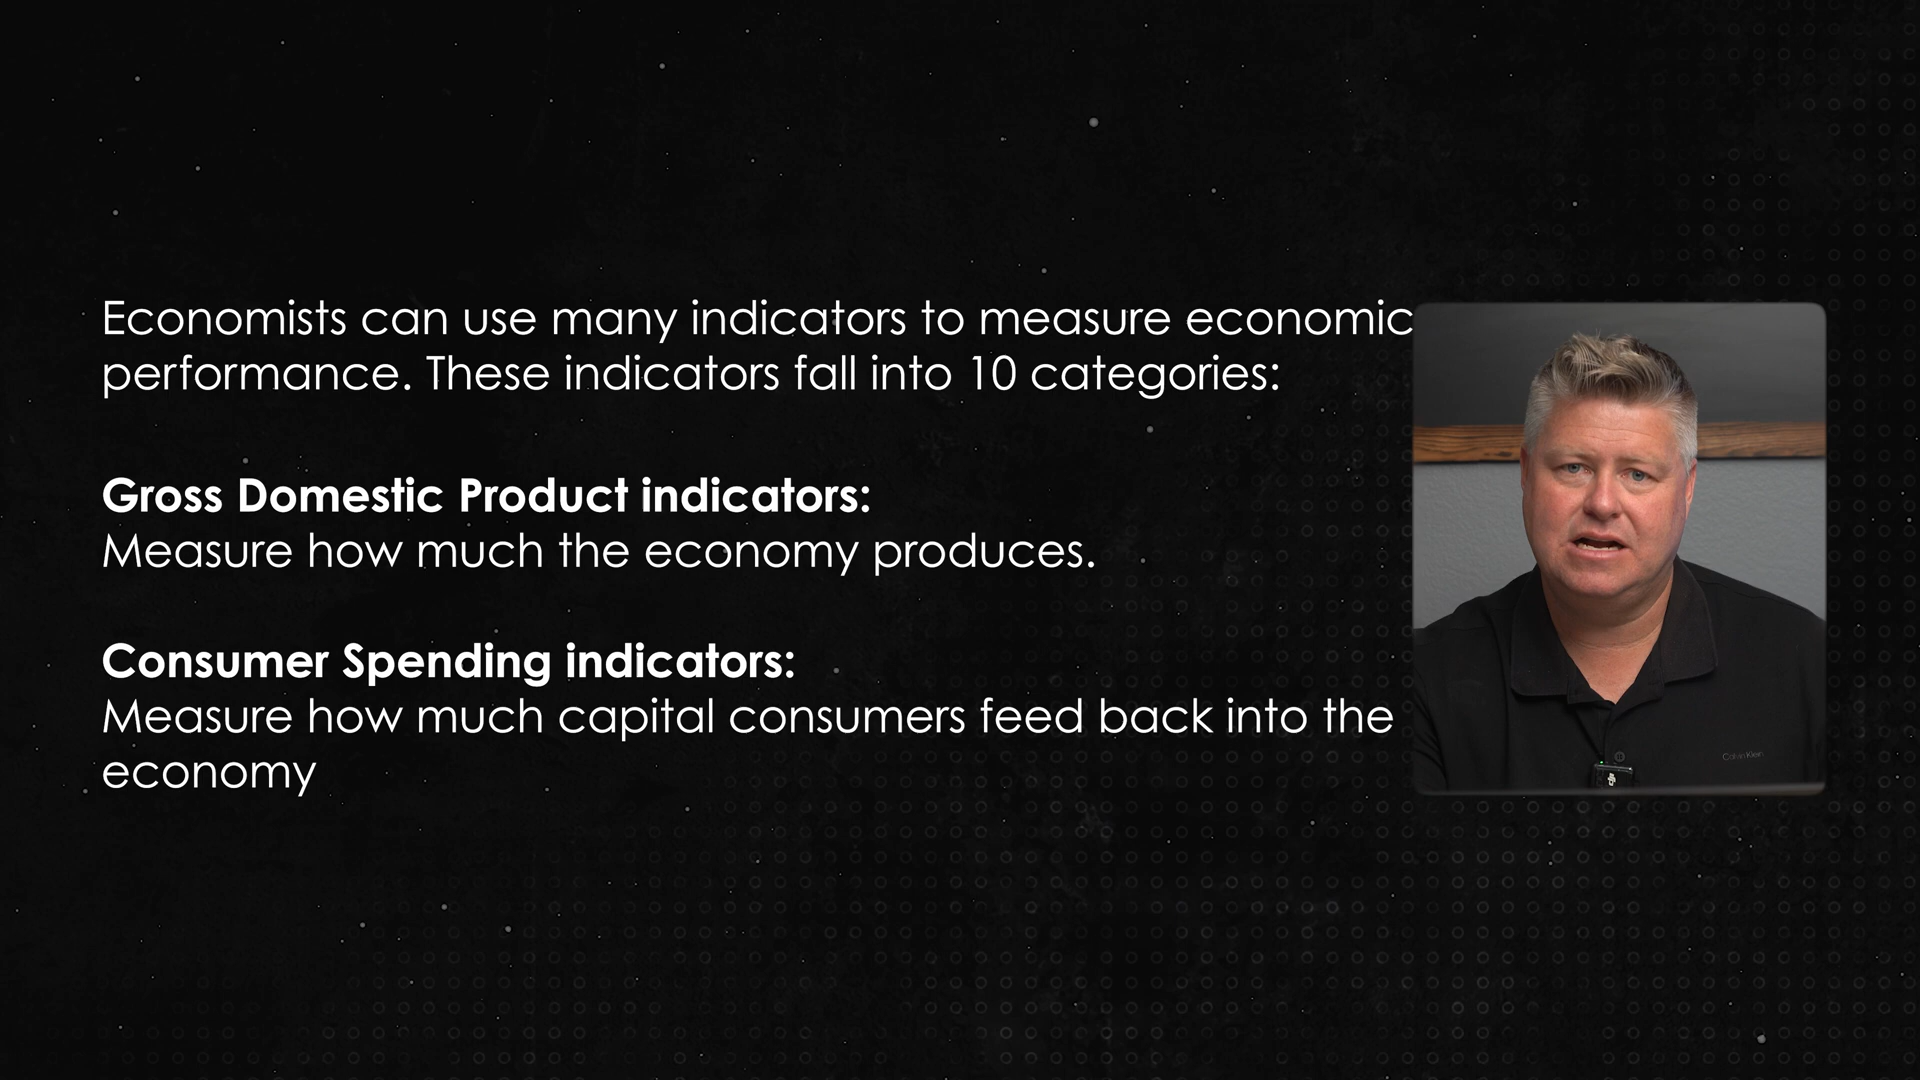 Economists can use many indicators to measure economic
performance. These indicators fall into 10 categories:
Gross Domestic Product indicators:
Measure how much the economy produces.
Consumer Spending indicators:
Measure how much capital consumers feed back into the
economy
Calvin Klein